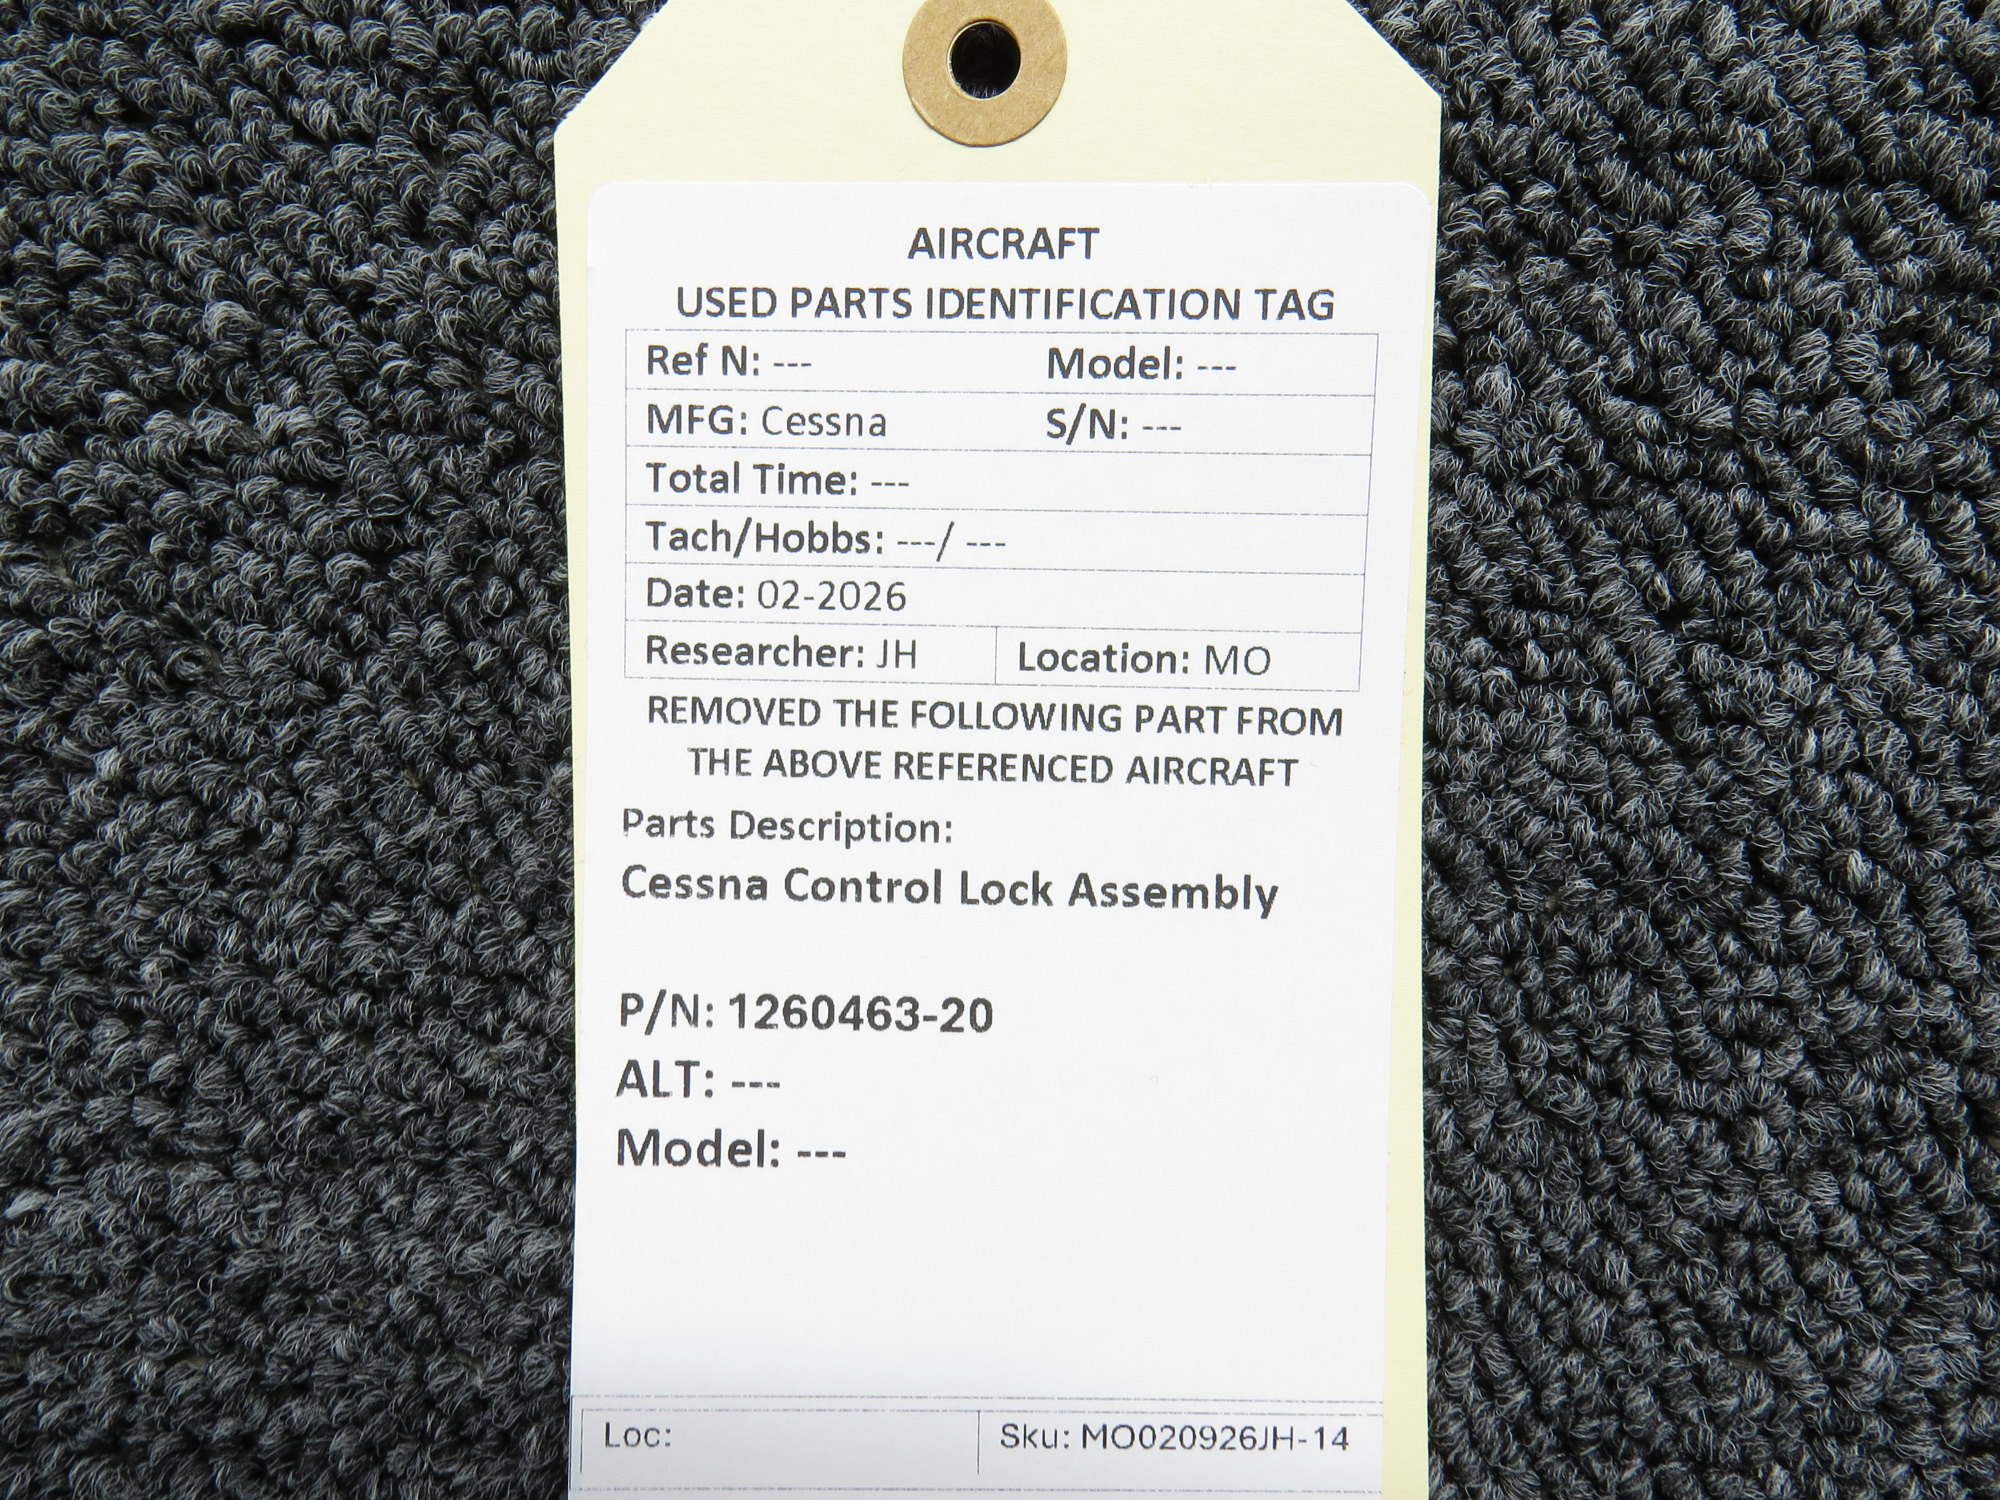 AIRCRAFT
USED PARTS IDENTIFICATION TAG
Ref N: --- Model: ---
MFG: Cessna S/N: ---
Total Time: ---
Tach/Hobbs: ---/ ---
Date: 02-2026
Researcher: JH Location: MO
REMOVED THE FOLLOWING PART FROM
THE ABOVE REFERENCED AIRCRAFT
Parts Description:
Cessna Control Lock Assembly
P/N: 1260463-20
ALT: ---
Model: ---
Loc: Sku: MO020926JH-14